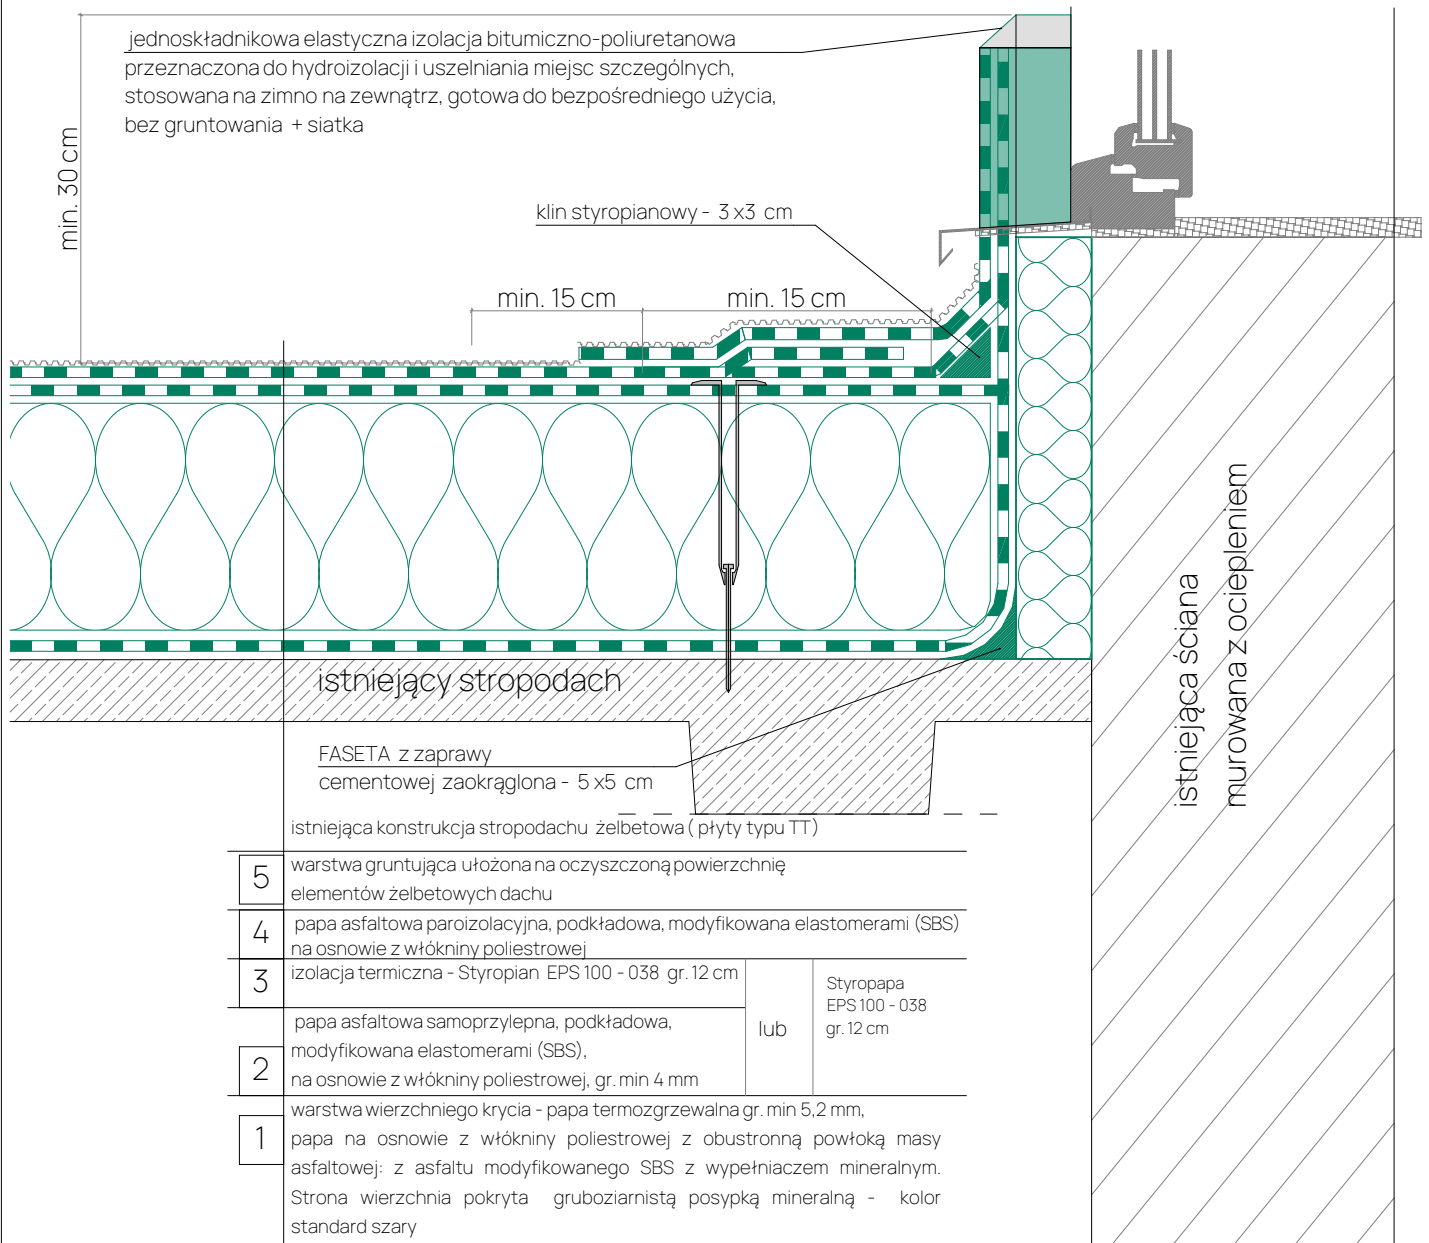 jednoskładnikowa elastyczna izolacja bitumiczno-poliuretanowa
przeznaczona do hydroizolacji i uszelniania miejsc szczególnych,
stosowana na zimno na zewnątrz, gotowa do bezpośredniego użycia,
bez gruntowania + siatka
min. 30 cm
klin styropianowy - 3 x3 cm
min. 15 cm
min. 15 cm
istniejący stropodach
istniejąca ściana
murowana z ociepleniem
FASETA z zaprawy
cementowej zaokrąglona - 5 x5 cm
istniejąca konstrukcja stropodachu żelbetowa ( płyty typu TT)
5
warstwa gruntująca ułożona na oczyszczoną powierzchnię
elementów żelbetowych dachu
4
papa asfaltowa paroizolacyjna, podkładowa, modyfikowana elastomerami (SBS)
na osnowie z włókniny poliestrowej
3
izolacja termiczna - Styropian EPS 100 - 038 gr. 12 cm
2
papa asfaltowa samoprzylepna, podkładowa,
modyfikowana elastomerami (SBS),
na osnowie z włókniny poliestrowej, gr. min 4 mm
lub
Styropapa
EPS 100 - 038
gr. 12 cm
1
warstwa wierzchniego krycia - papa termozgrzewalna gr. min 5,2 mm,
papa na osnowie z włókniny poliestrowej z obustronną powłoką masy
asfaltowej: z asfaltu modyfikowanego SBS z wypełniaczem mineralnym.
Strona wierzchnia pokryta gruboziarnistą posypką mineralną - kolor
standard szary